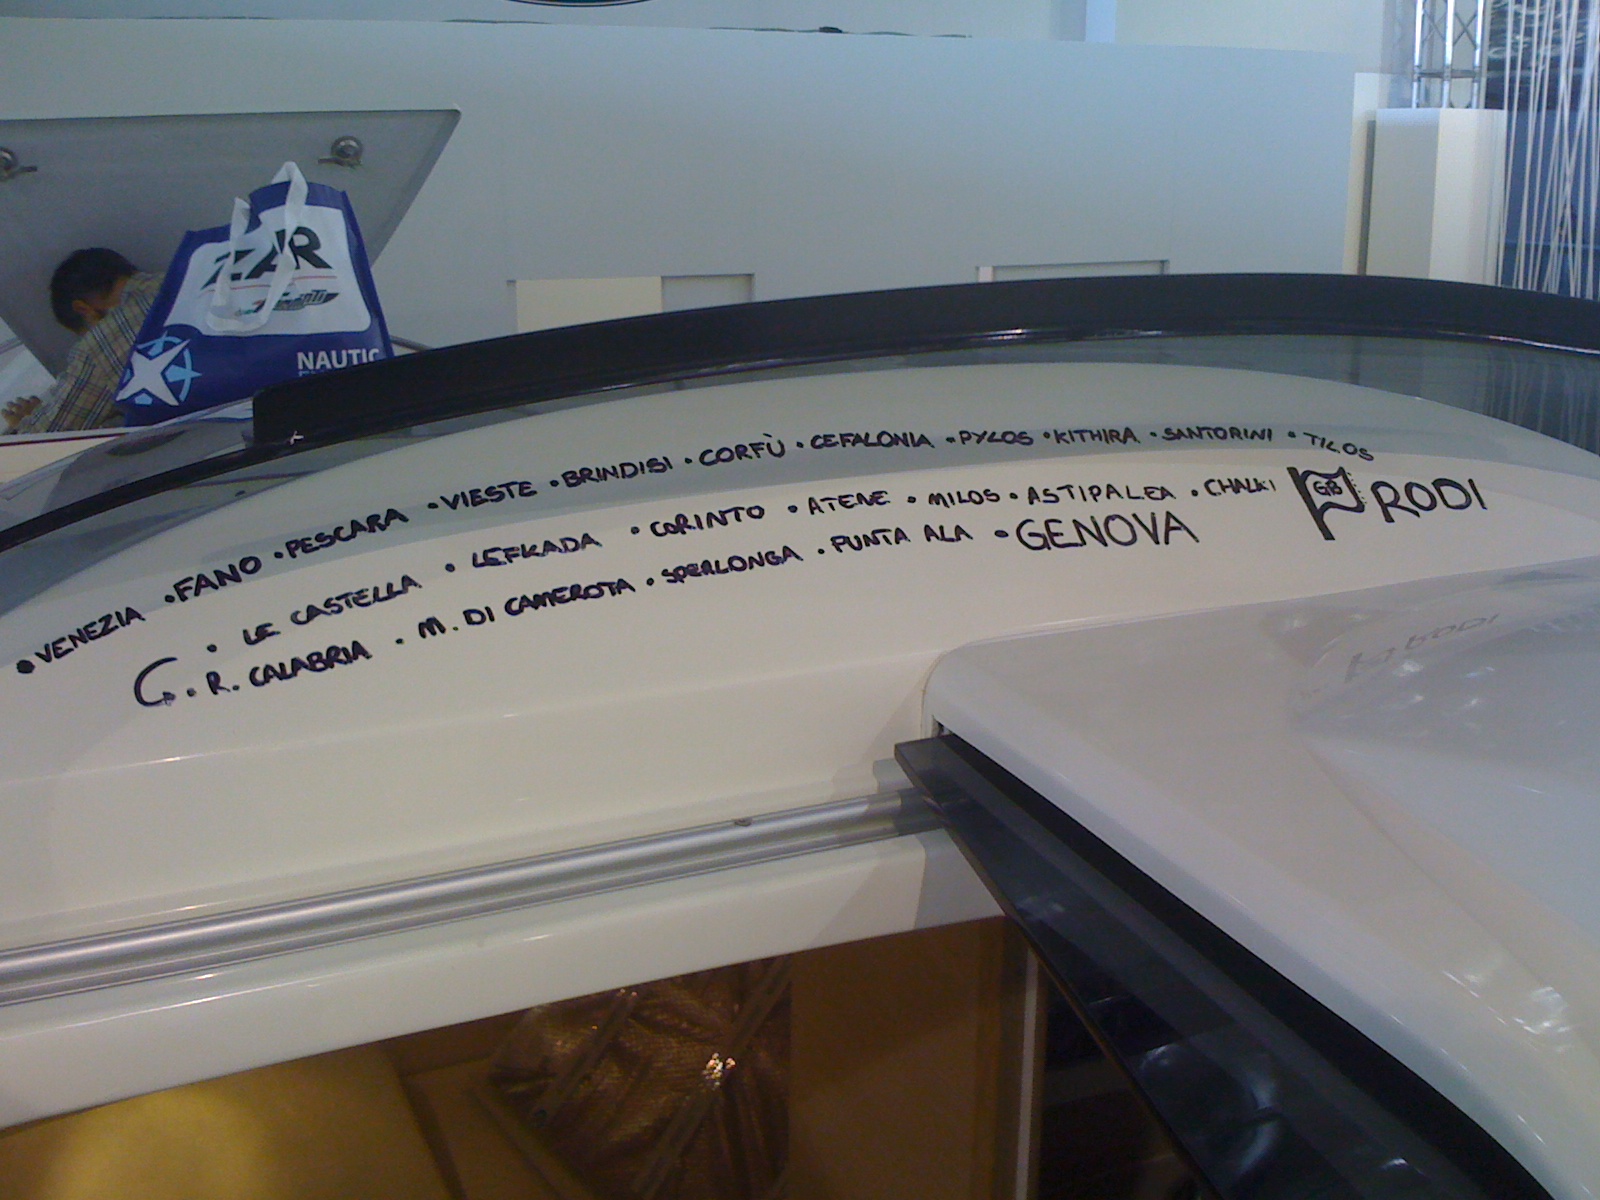 ZAR
NAUTIC
• VENEZIA • FANO • PESCARA • VIESTE • BRINDISI • CORFÙ • CEFALONIA • PYLOS • KITHIRA • SANTORINI • TILOS
GB RODI
• LE CASTELLA • LEFKADA • CORINTO • ATENE • MILOS • ASTIPALEA • CHALKI
• R. CALABRIA • M. DI CAMEROTA • SPERLONGA • PUNTA ALA • GENOVA